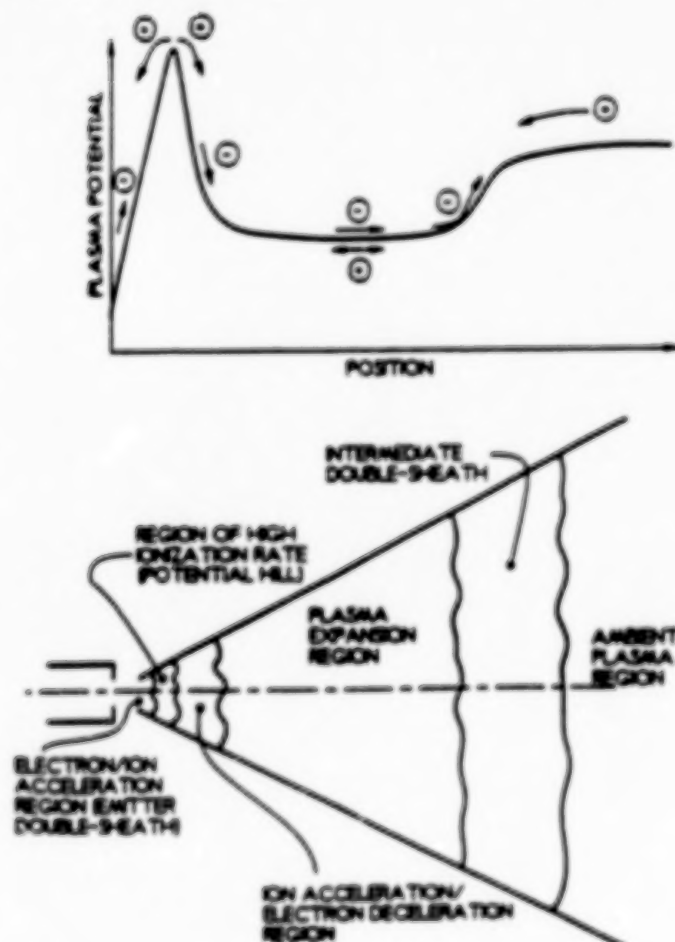 PLASMA POTENTIAL
POSITION
INTERMEDIATE
DOUBLE-SHEATH
REGION OF HIGH
IONIZATION RATE
(POTENTIAL HILL)
PLASMA
EXPANSION
REGION
AMBIENT
PLASMA
REGION
ELECTRON/ION
ACCELERATION
REGION (EMITTER
DOUBLE-SHEATH)
ION ACCELERATION/
ELECTRON DECELERATION
REGION